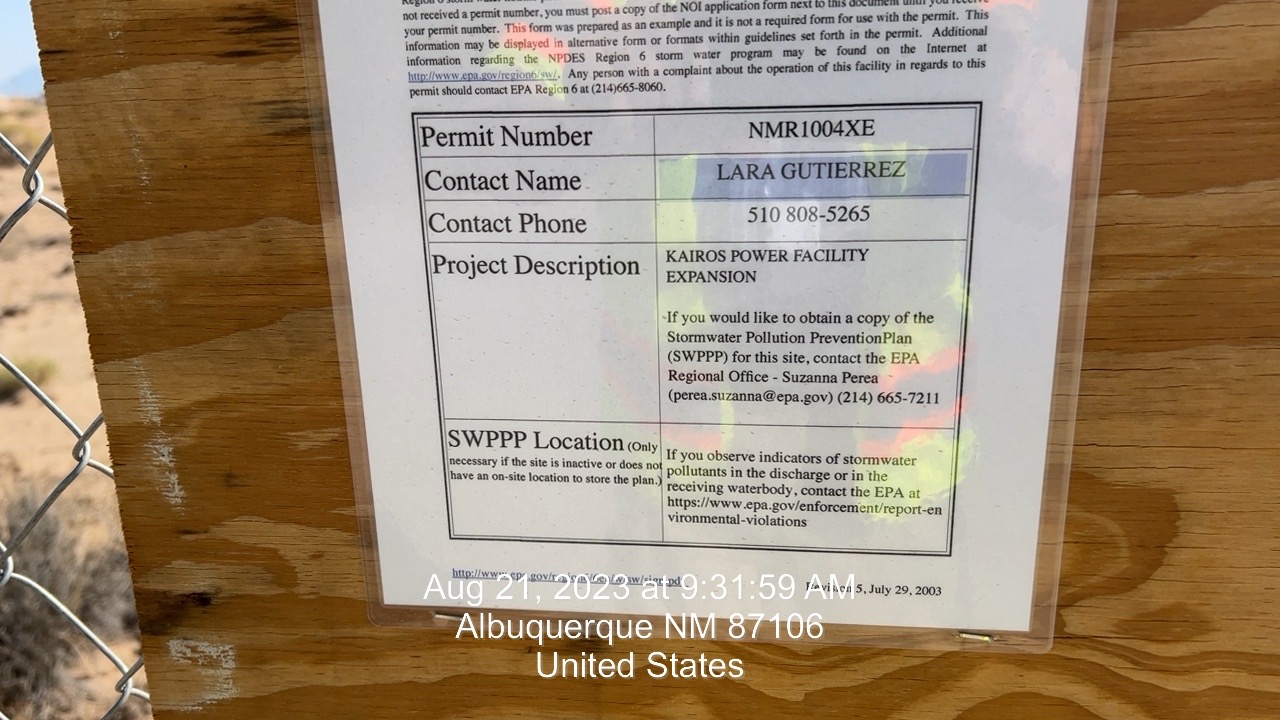 not received a permit number, you must post a copy of the NOI application form next to this document until you receive
your permit number. This form was prepared as an example and it is not a required form for use with the permit. This
information may be displayed in alternative form or formats within guidelines set forth in the permit. Additional
information regarding the NPDES Region 6 storm water program may be found on the Internet at
http://www.epa.gov/region6/sw/. Any person with a complaint about the operation of this facility in regards to this
permit should contact EPA Region 6 at (214)665-8060.
Permit Number NMR1004XE
Contact Name LARA GUTIERREZ
Contact Phone 510 808-5265
Project Description KAIROS POWER FACILITY
EXPANSION
If you would like to obtain a copy of the
Stormwater Pollution PreventionPlan
(SWPPP) for this site, contact the EPA
Regional Office - Suzanna Perea
(perea.suzanna@epa.gov) (214) 665-7211
SWPPP Location (Only
necessary if the site is inactive or does not
have an on-site location to store the plan.)
If you observe indicators of stormwater
pollutants in the discharge or in the
receiving waterbody, contact the EPA at
https://www.epa.gov/enforcement/report-en
vironmental-violations
Revision 5, July 29, 2003
Aug 21, 2023 at 9:31:59 AM
Albuquerque NM 87106
United States